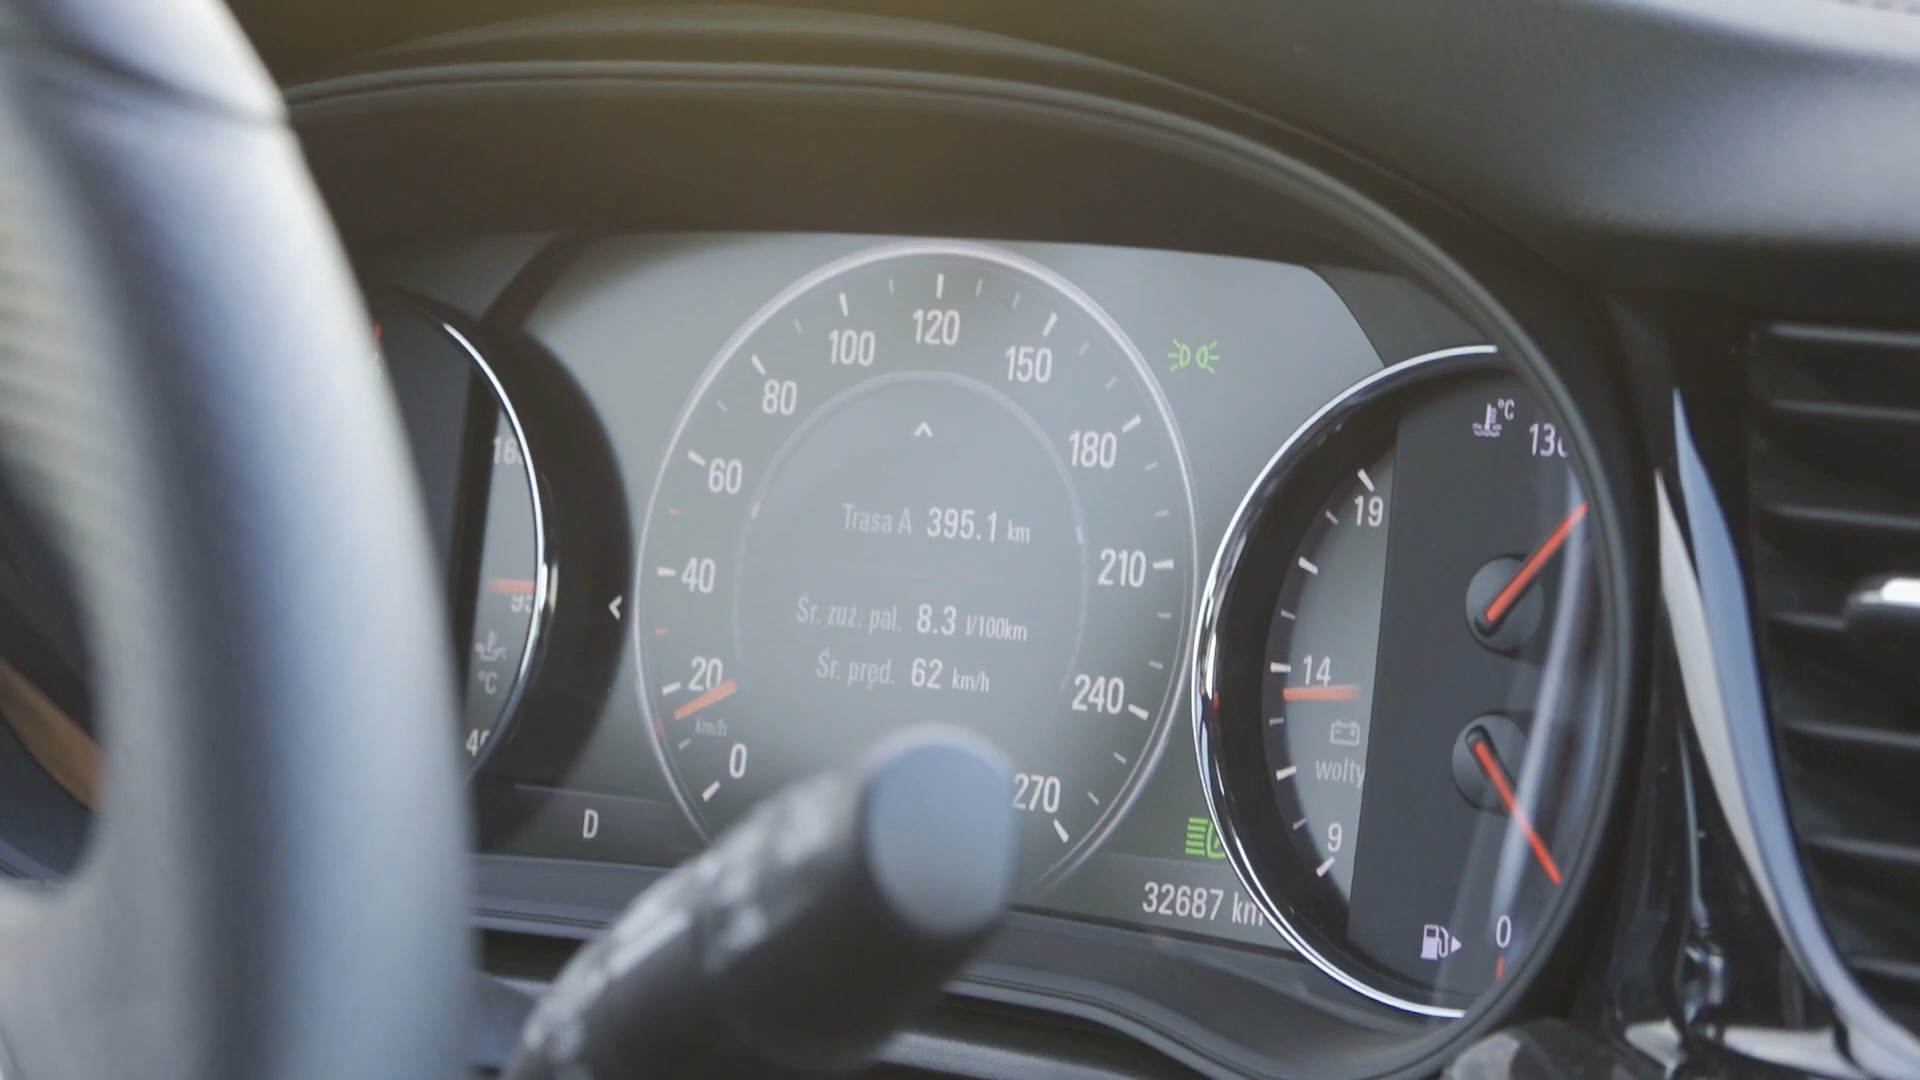 120
100
150
80
180
60
40
210
20
240
km/h
0
270
Trasa A 395.1 km
Śr. zuż. pal. 8.3 l/100km
Śr. pręd. 62 km/h
D
32687 km
95
°C
°C
19
14
wolty
9
0